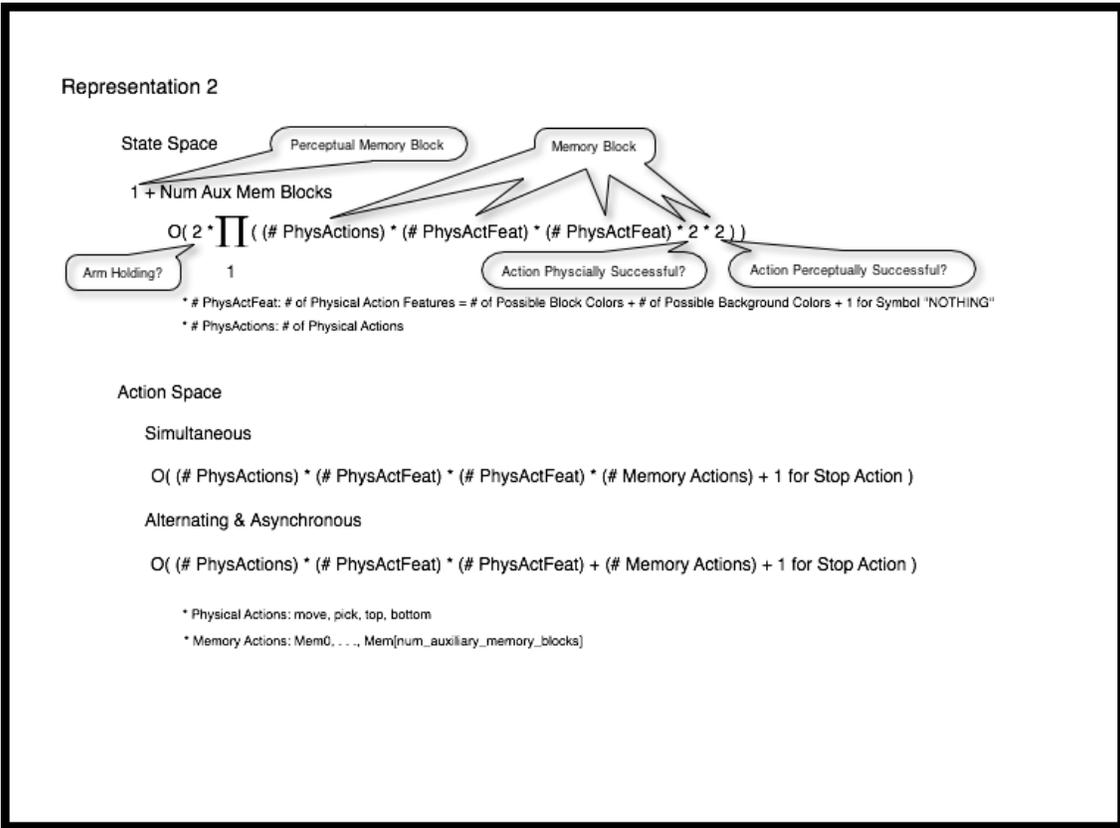 Representation 2
State Space
Perceptual Memory Block
Memory Block
1 + Num Aux Mem Blocks
O( 2 * ∏ ( (# PhysActions) * (# PhysActFeat) * (# PhysActFeat) * 2 * 2 ) )
Arm Holding?
1
Action Physcially Successful?
Action Perceptually Successful?
* # PhysActFeat: # of Physical Action Features = # of Possible Block Colors + # of Possible Background Colors + 1 for Symbol "NOTHING"
* # PhysActions: # of Physical Actions
Action Space
Simultaneous
O( (# PhysActions) * (# PhysActFeat) * (# PhysActFeat) * (# Memory Actions) + 1 for Stop Action )
Alternating & Asynchronous
O( (# PhysActions) * (# PhysActFeat) * (# PhysActFeat) + (# Memory Actions) + 1 for Stop Action )
* Physical Actions: move, pick, top, bottom
* Memory Actions: Mem0, . . ., Mem[num_auxiliary_memory_blocks]